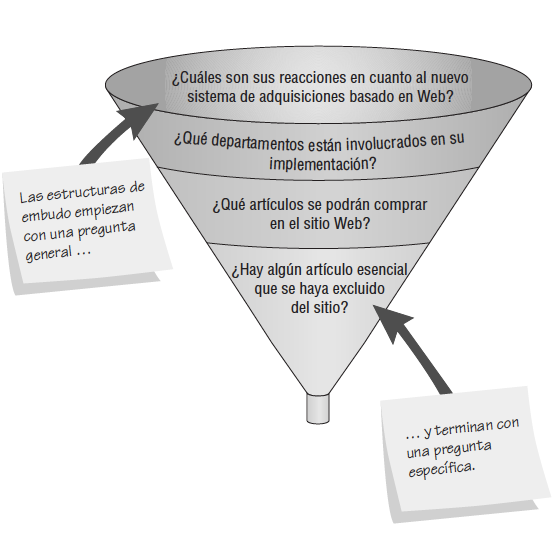 ¿Cuáles son sus reacciones en cuanto al nuevo
sistema de adquisiciones basado en Web?
¿Qué departamentos están involucrados en su
implementación?
¿Qué artículos se podrán comprar
en el sitio Web?
¿Hay algún artículo esencial
que se haya excluido
del sitio?
Las estructuras de
embudo empiezan
con una pregunta
general ...
... y terminan con
una pregunta
específica.